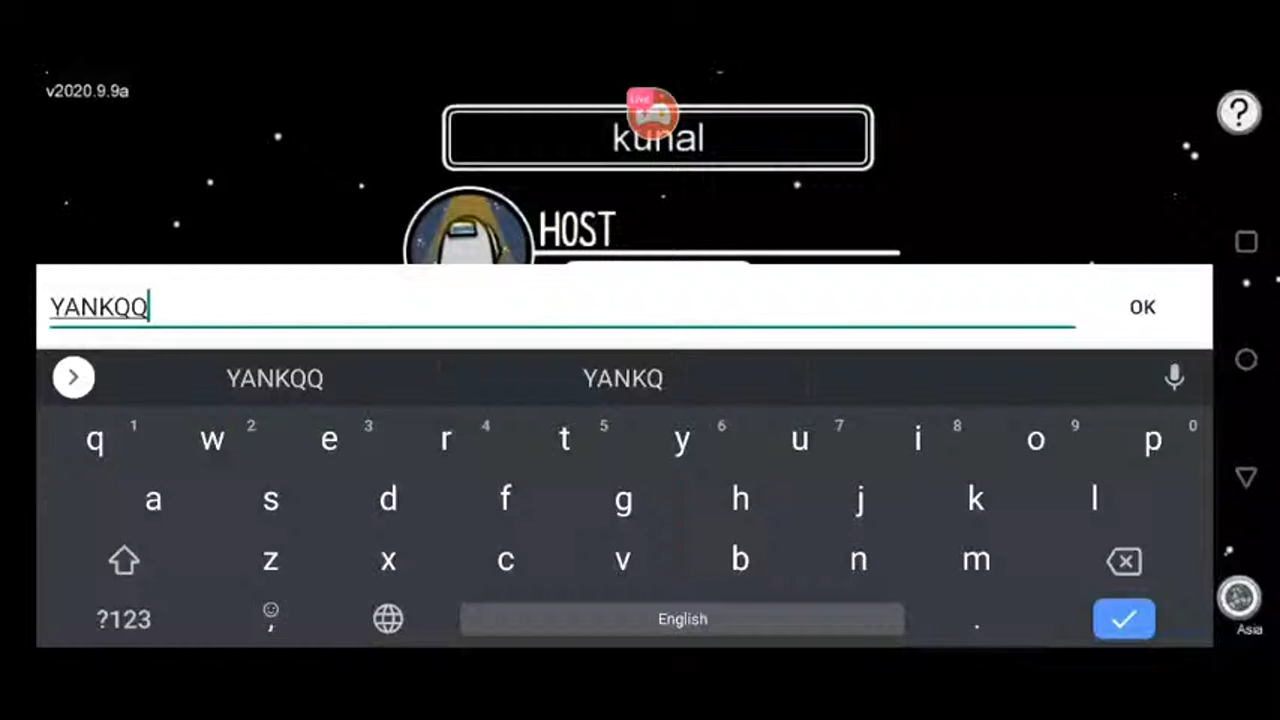 v2020.9.9a
Live
kunal
HOST
YANKQQ
OK
YANKQQ YANKQ
q 1 w 2 e 3 r 4 t 5 y 6 u 7 i 8 o 9 p 0
a s d f g h j k l
z x c v b n m
?123 , English .
Asia
?